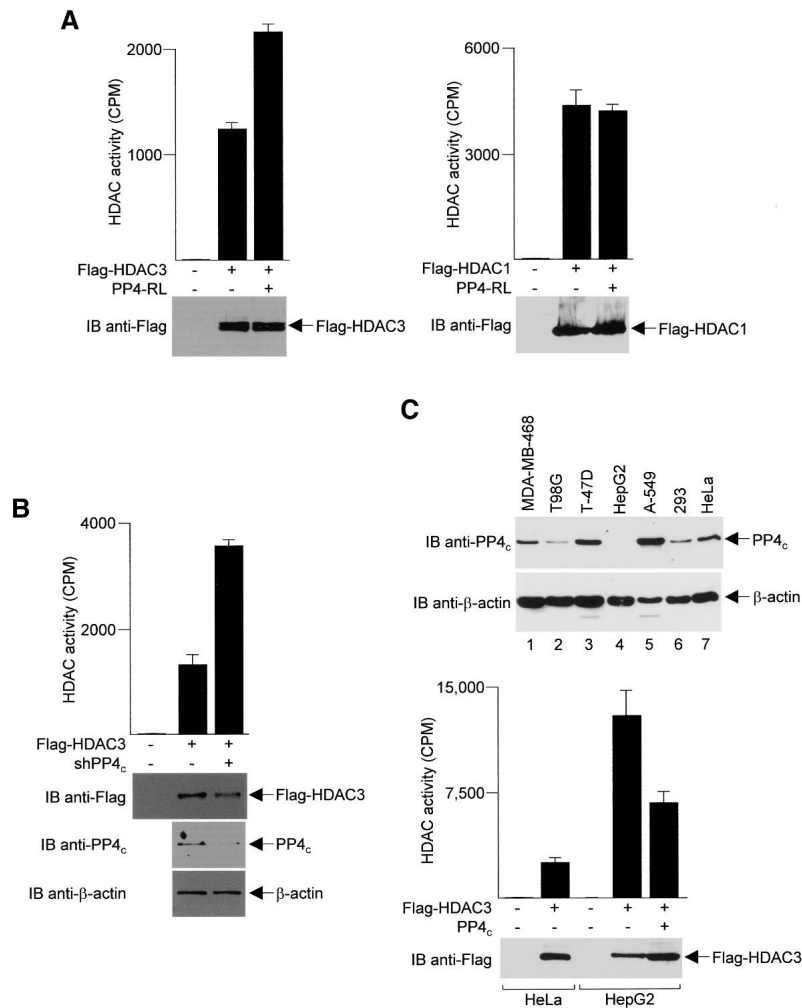 A
HDAC activity (CPM)
2000
1000
Flag-HDAC3 - + +
PP4-RL - - +
IB anti-Flag
Flag-HDAC3
HDAC activity (CPM)
6000
3000
0
Flag-HDAC1 - + +
PP4-RL - - +
IB anti-Flag
Flag-HDAC1
B
HDAC activity (CPM)
4000
2000
Flag-HDAC3 - + +
shPP4c - - +
IB anti-Flag
Flag-HDAC3
IB anti-PP4c
PP4c
IB anti-β-actin
β-actin
C
MDA-MB-468
T98G
T-47D
HepG2
A-549
293
HeLa
IB anti-PP4c
PP4c
IB anti-β-actin
β-actin
1 2 3 4 5 6 7
HDAC activity (CPM)
15,000
7,500
Flag-HDAC3 - + - + +
PP4c - - - - +
IB anti-Flag
Flag-HDAC3
HeLa HepG2